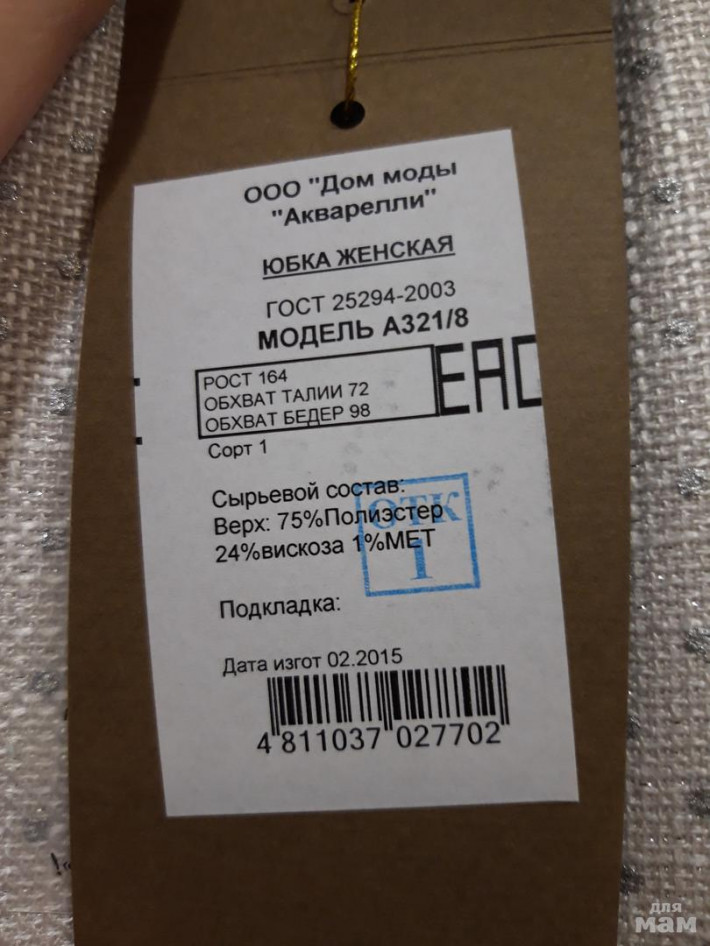 ООО "Дом моды
"Акварелли"
ЮБКА ЖЕНСКАЯ
ГОСТ 25294-2003
МОДЕЛЬ А321/8
РОСТ 164
ОБХВАТ ТАЛИИ 72
ОБХВАТ БЕДЕР 98
EAC
Сорт 1
Сырьевой состав:
Верх: 75%Полиэстер
24%вискоза 1%МЕТ
ОТК
1
Подкладка:
Дата изгот 02.2015
4 811037 027702
для
мам